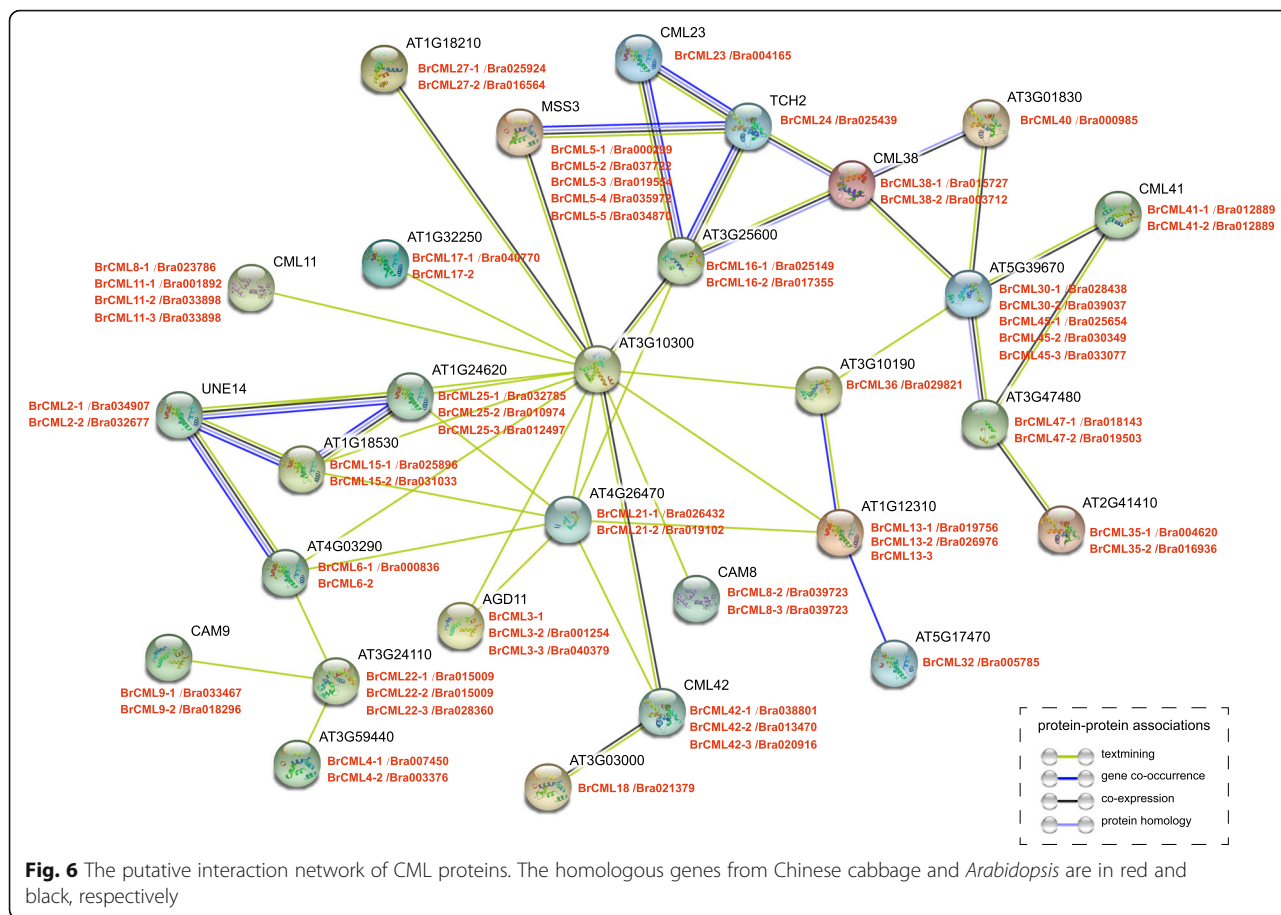 AT1G18210
BrCML27-1 /Bra025924
BrCML27-2 /Bra016564
CML23
BrCML23 /Bra004165
MSS3
BrCML5-1 /Bra000299
BrCML5-2 /Bra037722
BrCML5-3 /Bra019554
BrCML5-4 /Bra035972
BrCML5-5 /Bra034870
TCH2
BrCML24 /Bra025439
AT3G01830
BrCML40 /Bra000985
CML38
BrCML38-1 /Bra015727
BrCML38-2 /Bra003712
CML41
BrCML41-1 /Bra012889
BrCML41-2 /Bra012889
AT1G32250
BrCML17-1 /Bra040770
BrCML17-2
AT3G25600
BrCML16-1 /Bra025149
BrCML16-2 /Bra017355
CML11
BrCML8-1 /Bra023786
BrCML11-1 /Bra001892
BrCML11-2 /Bra033898
BrCML11-3 /Bra033898
AT5G39670
BrCML30-1 /Bra028438
BrCML30-2 /Bra039037
BrCML45-1 /Bra025654
BrCML45-2 /Bra030349
BrCML45-3 /Bra033077
AT3G10300
AT3G10190
BrCML36 /Bra029821
UNE14
BrCML2-1 /Bra034907
BrCML2-2 /Bra032677
AT1G24620
BrCML25-1 /Bra032785
BrCML25-2 /Bra010974
BrCML25-3 /Bra012497
AT3G47480
BrCML47-1 /Bra018143
BrCML47-2 /Bra019503
AT1G18530
BrCML15-1 /Bra025896
BrCML15-2 /Bra031033
AT4G26470
BrCML21-1 /Bra026432
BrCML21-2 /Bra019102
AT1G12310
BrCML13-1 /Bra019756
BrCML13-2 /Bra026976
BrCML13-3
AT2G41410
BrCML35-1 /Bra004620
BrCML35-2 /Bra016936
AT4G03290
BrCML6-1 /Bra000836
BrCML6-2
AGD11
BrCML3-1
BrCML3-2 /Bra001254
BrCML3-3 /Bra040379
CAM8
BrCML8-2 /Bra039723
BrCML8-3 /Bra039723
AT5G17470
BrCML32 /Bra005785
CAM9
BrCML9-1 /Bra033467
BrCML9-2 /Bra018296
AT3G24110
BrCML22-1 /Bra015009
BrCML22-2 /Bra015009
BrCML22-3 /Bra028360
CML42
BrCML42-1 /Bra038801
BrCML42-2 /Bra013470
BrCML42-3 /Bra020916
AT3G59440
BrCML4-1 /Bra007450
BrCML4-2 /Bra003376
AT3G03000
BrCML18 /Bra021379
protein-protein associations
textmining
gene co-occurrence
co-expression
protein homology
Fig. 6 The putative interaction network of CML proteins. The homologous genes from Chinese cabbage and Arabidopsis are in red and
black, respectively